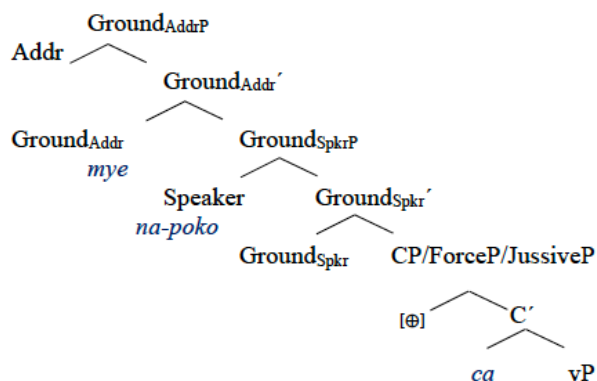 Ground_AddrP
Addr
Ground_Addr´
Ground_Addr
Ground_SpkrP
mye
Speaker
Ground_Spkr´
na-poko
Ground_Spkr
CP/ForceP/JussiveP
[⊕]
C´
ca
vP